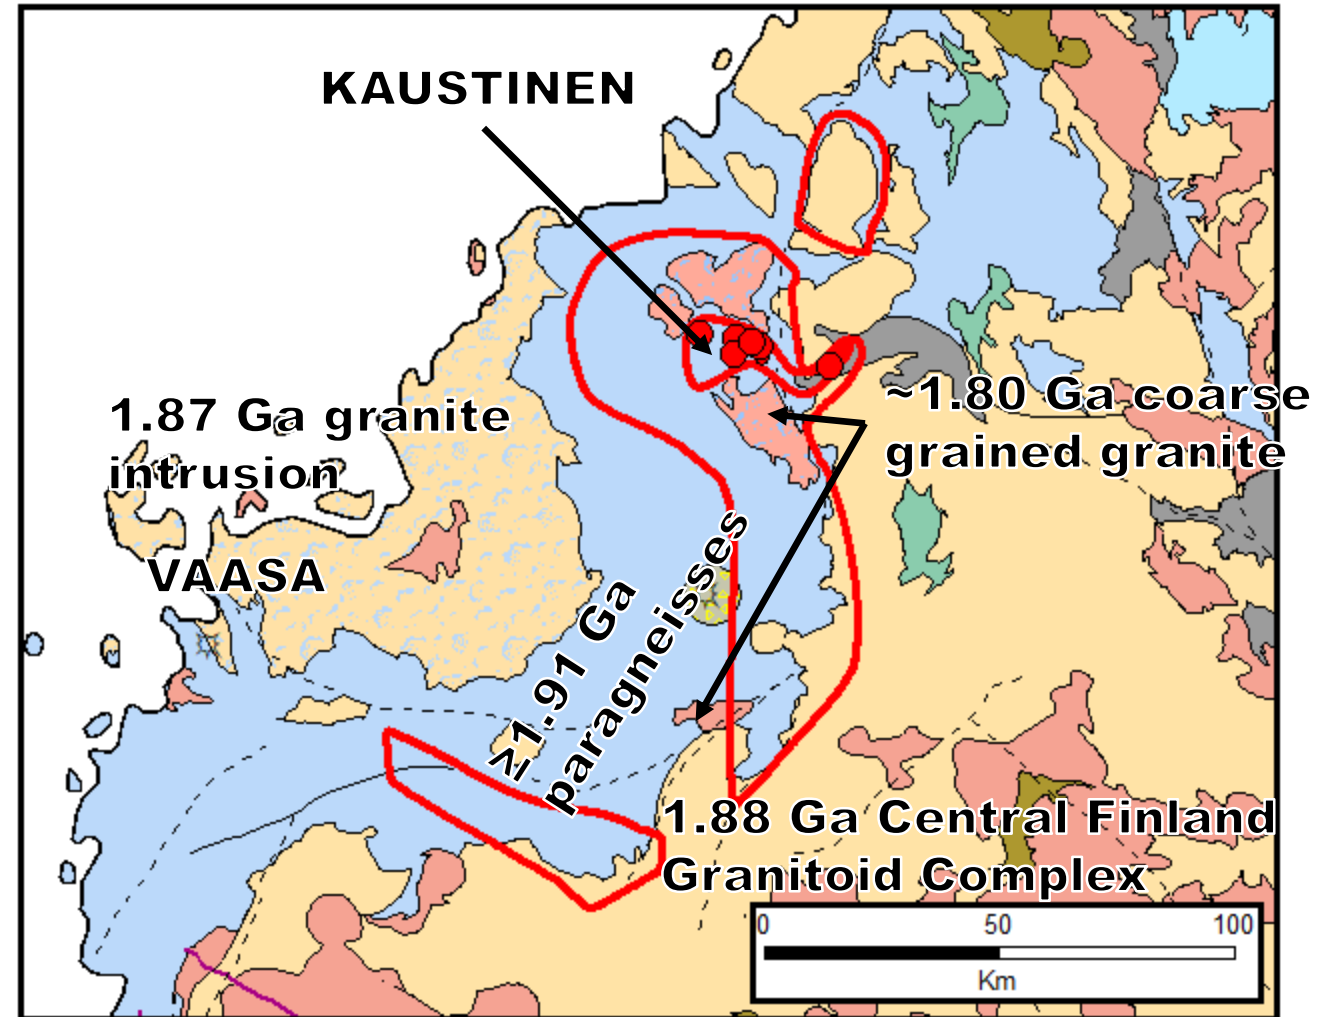 KAUSTINEN
~1.80 Ga coarse
grained granite
1.87 Ga granite
intrusion
VAASA
≥1.91 Ga
paragneisses
1.88 Ga Central Finland
Granitoid Complex
0 50 100
Km